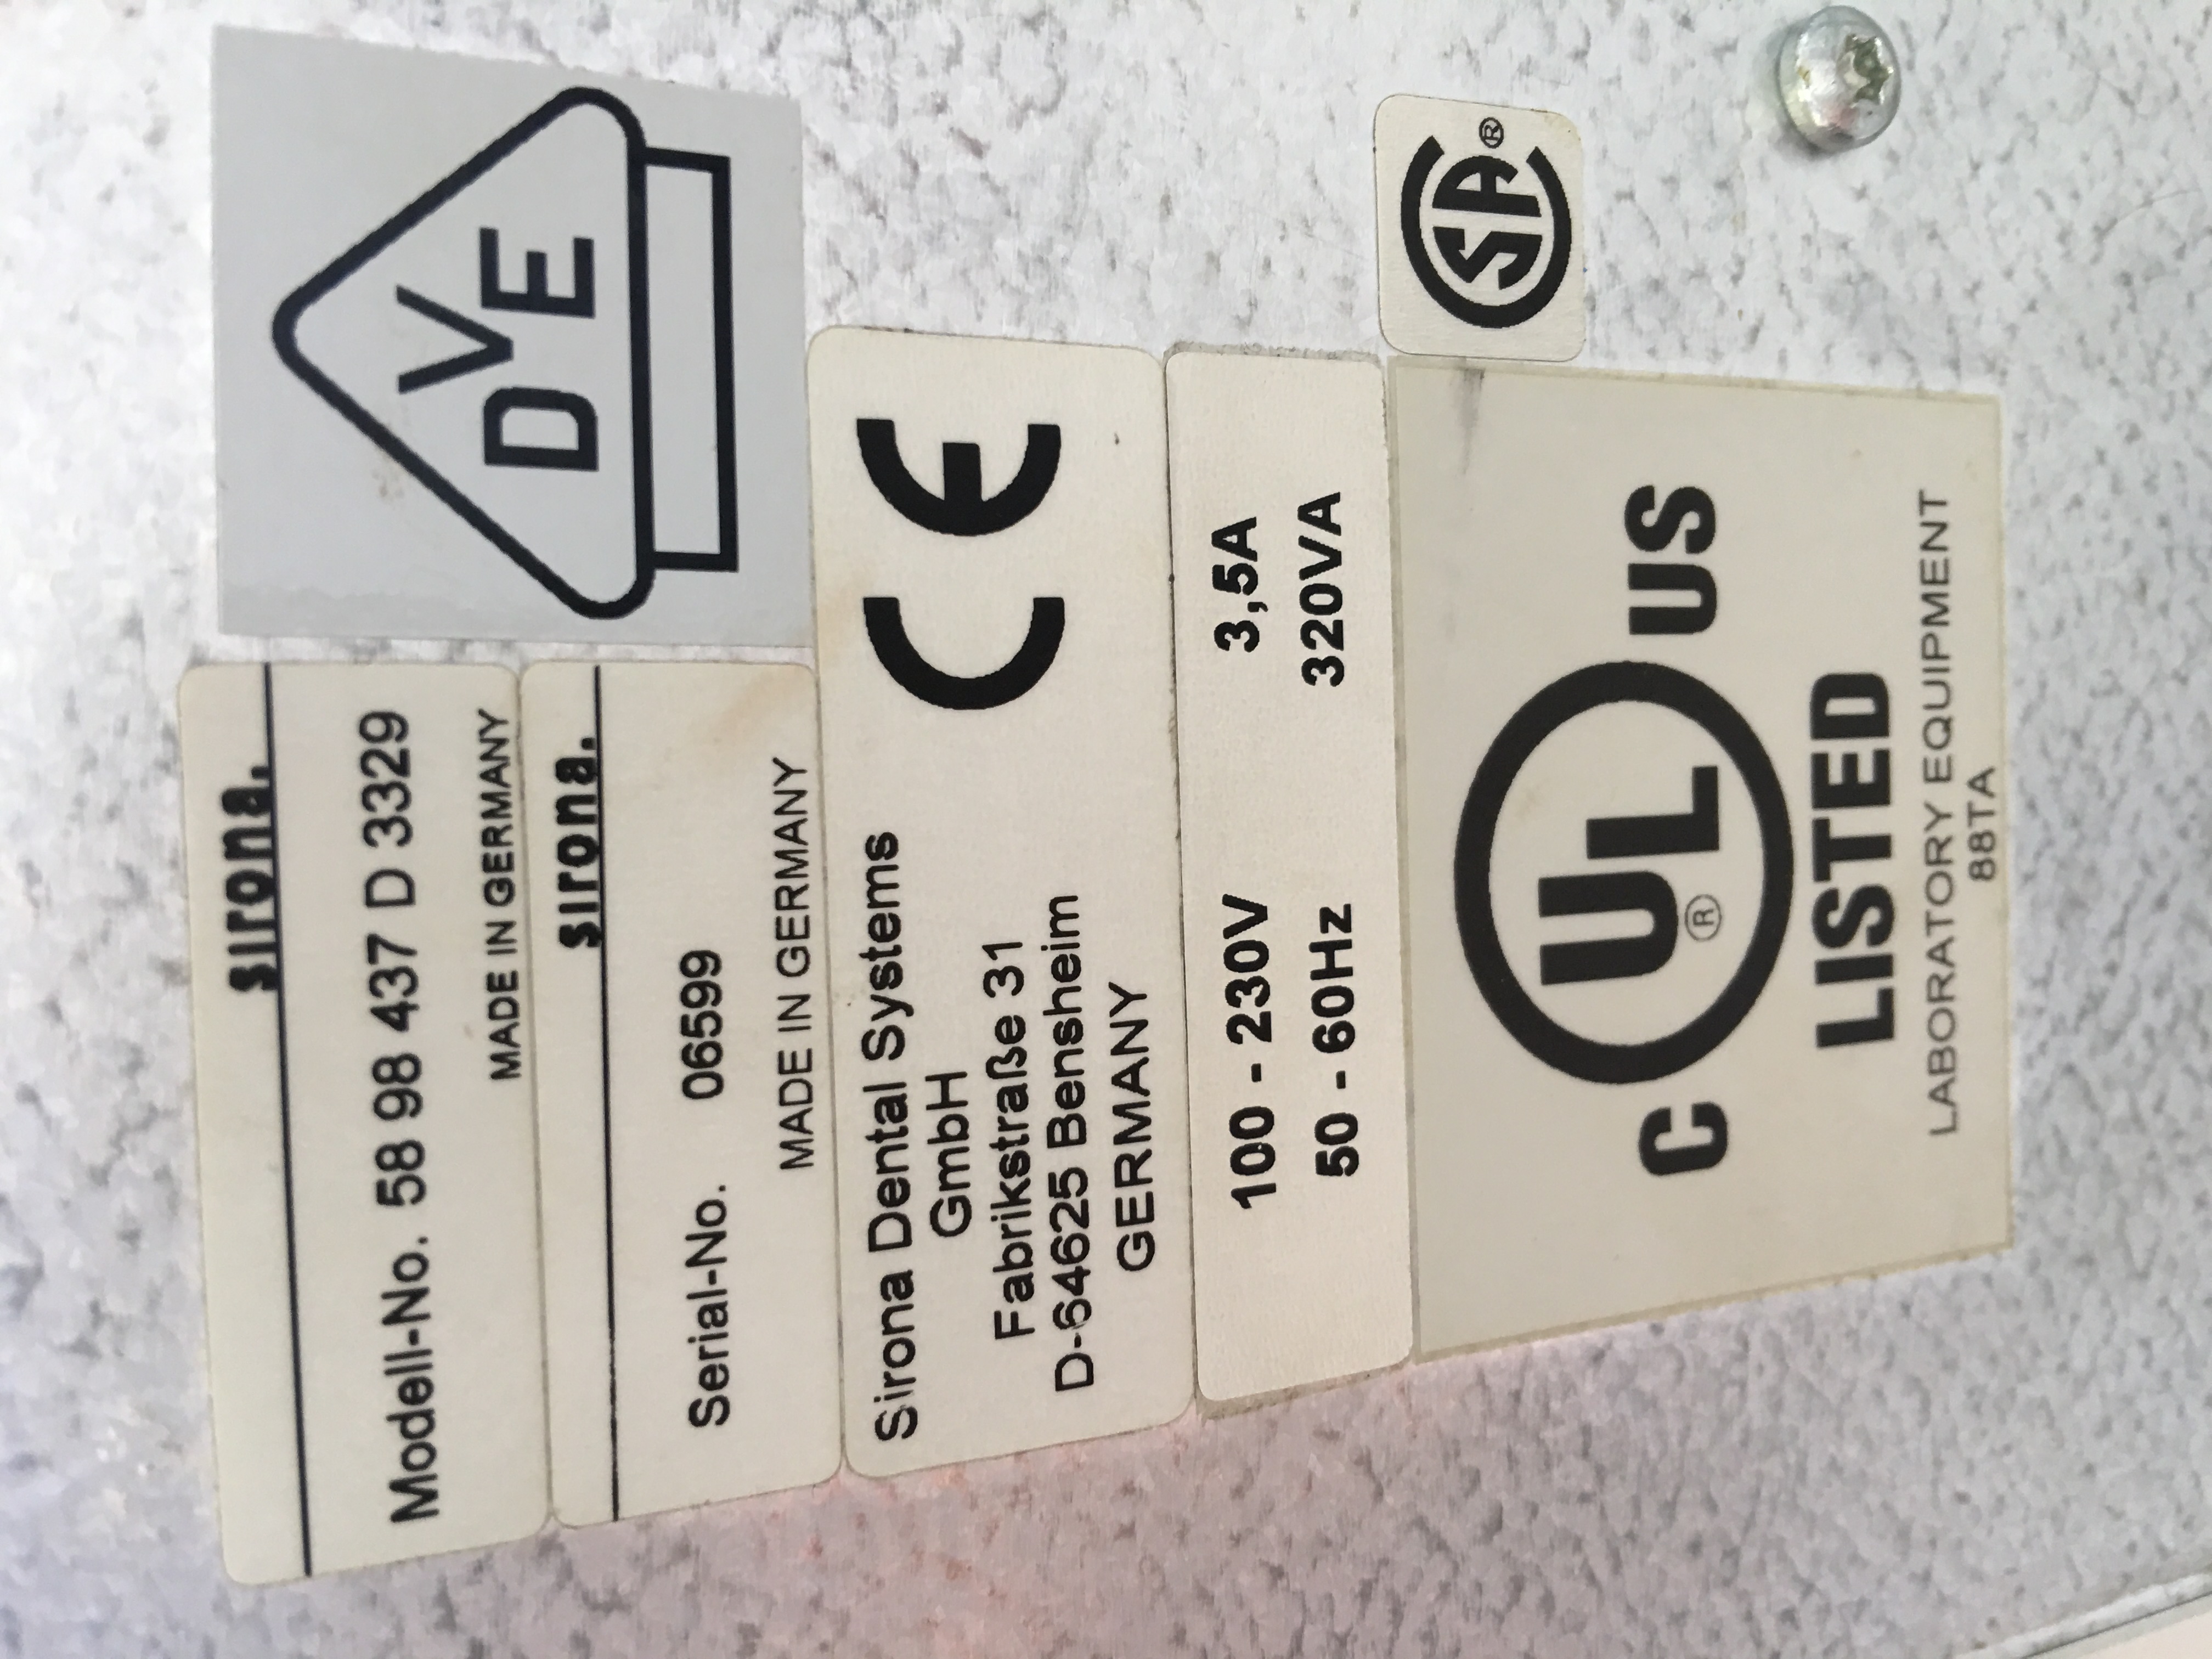 sirona.
Modell-No. 58 98 437 D 3329
MADE IN GERMANY
DVE
sirona.
Serial-No. 06599
MADE IN GERMANY
Sirona Dental Systems
GmbH
Fabrikstraße 31
D-64625 Bensheim
GERMANY
CE
100 - 230V 3,5A
50 - 60Hz 320VA
C UL® US
LISTED
LABORATORY EQUIPMENT
88TA
SA®